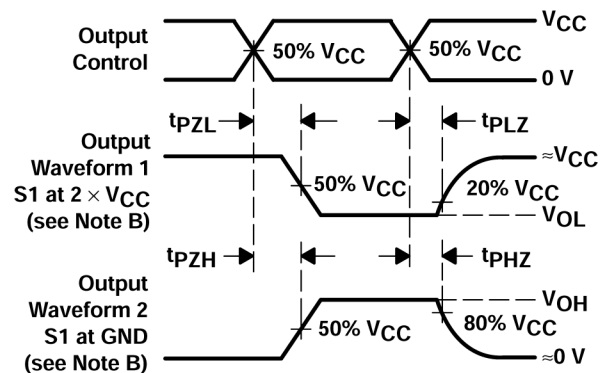 Output
Control
50% VCC
50% VCC
VCC
0 V
tPZL
tPLZ
Output
Waveform 1
S1 at 2 × VCC
(see Note B)
50% VCC
≈VCC
20% VCC
VOL
tPZH
tPHZ
Output
Waveform 2
S1 at GND
(see Note B)
50% VCC
VOH
80% VCC
≈0 V